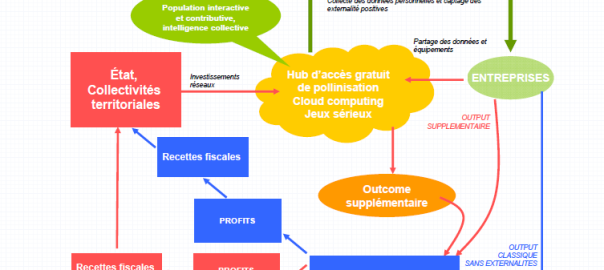 Collecte des données personnelles et captage des
externalité positives
Population interactive
et contributive,
intelligence collective
Partage des données et
équipements
État,
Collectivités
territoriales
Investissements
réseaux
Hub d'accès gratuit
de pollinisation
Cloud computing
Jeux sérieux
ENTREPRISES
OUTPUT
SUPPLEMENTAIRE
Recettes fiscales
Outcome
supplémentaire
PROFITS
OUTPUT
CLASSIQUE
SANS EXTERNALITES
Recettes fiscales
PROFITS